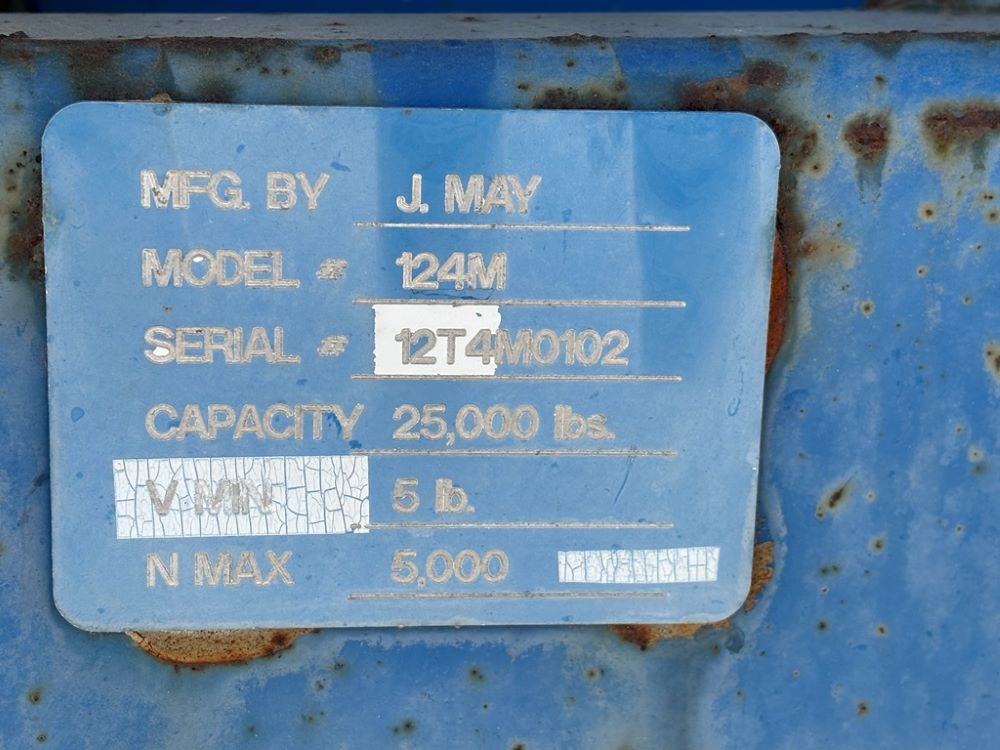 MFG. BY J. MAY
MODEL # 124M
SERIAL # 12T4M0102
CAPACITY 25,000 lbs.
V MIN 5 lb.
N MAX 5,000